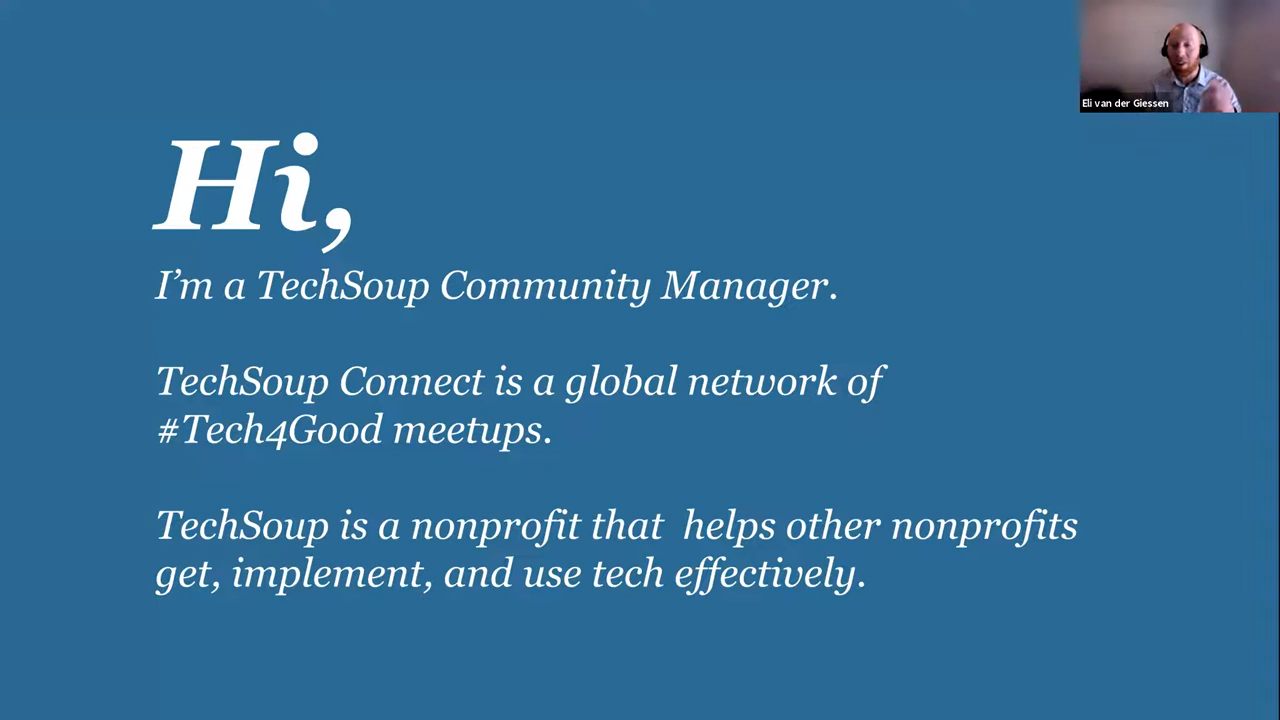 Eli van der Giessen
Hi,
I’m a TechSoup Community Manager.
TechSoup Connect is a global network of
#Tech4Good meetups.
TechSoup is a nonprofit that  helps other nonprofits
get, implement, and use tech effectively.